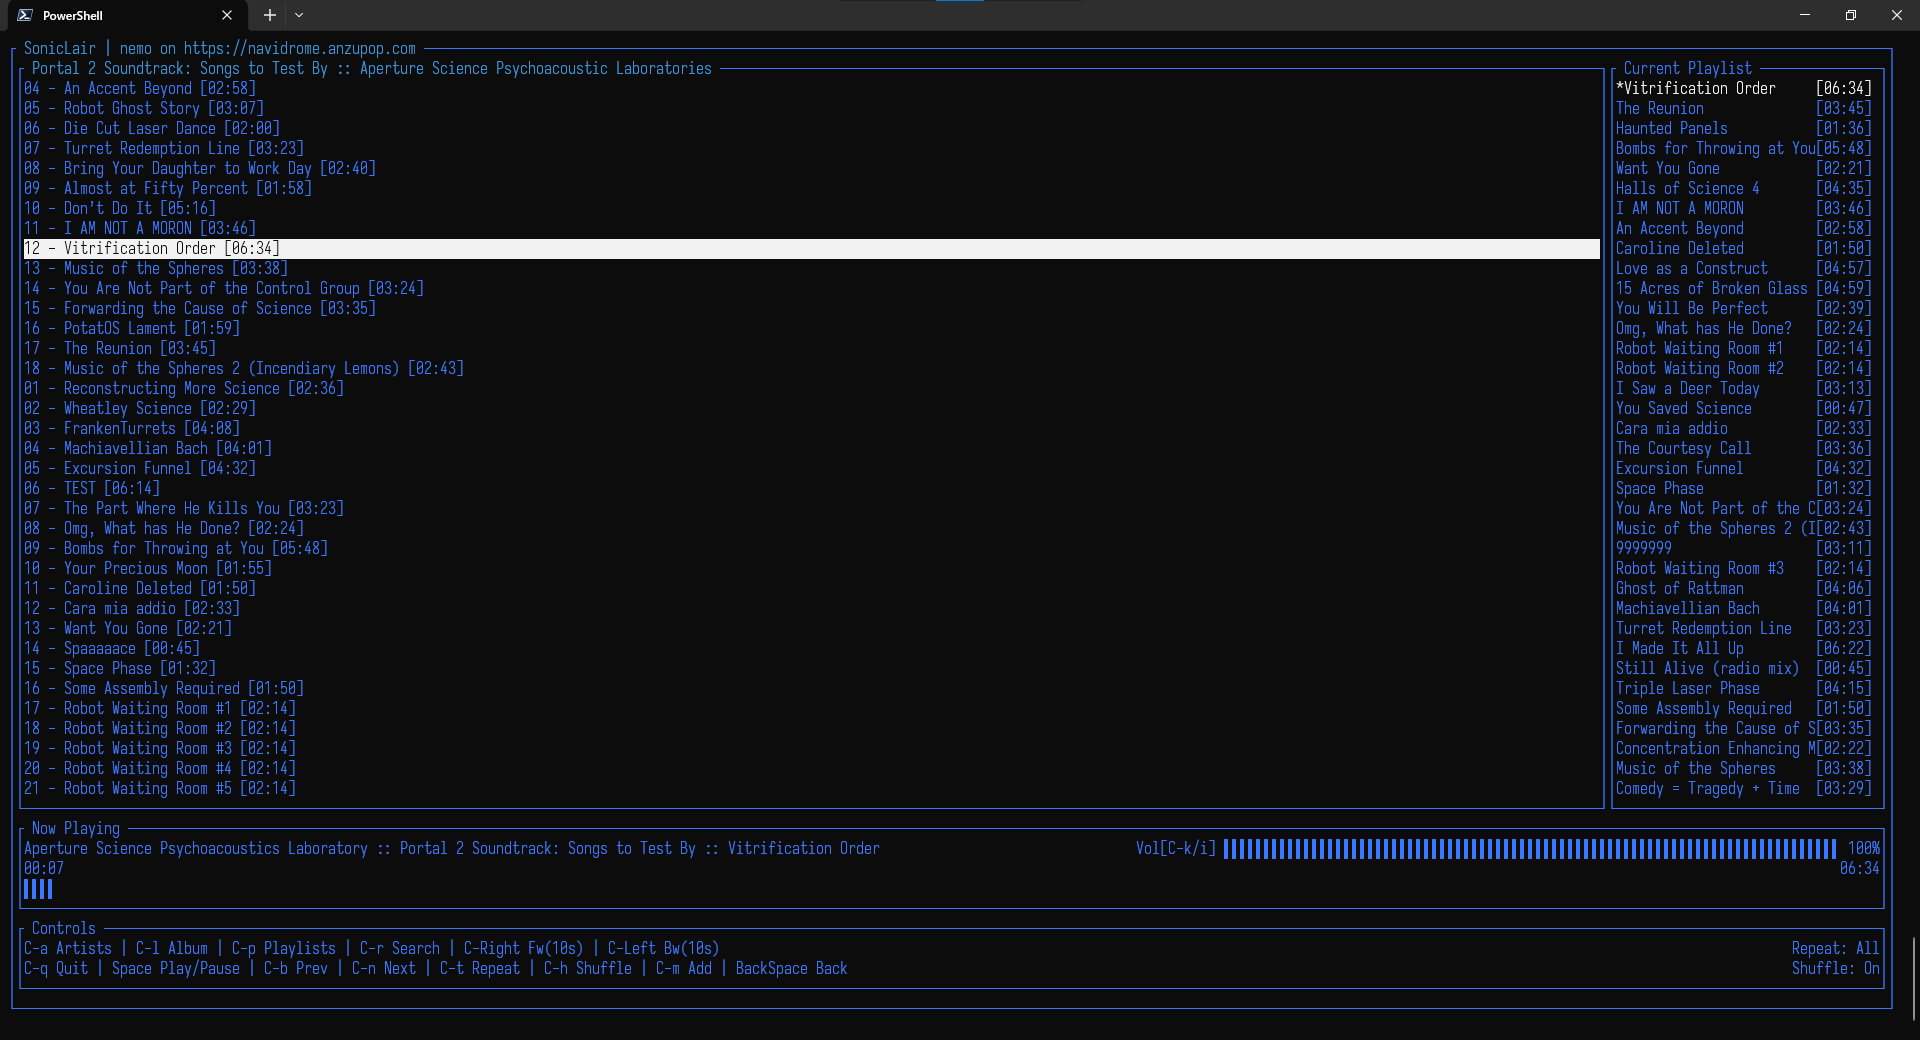 PowerShell
SonicLair | nemo on https://navidrome.anzupop.com
Portal 2 Soundtrack: Songs to Test By :: Aperture Science Psychoacoustic Laboratories
04 - An Accent Beyond [02:58]
05 - Robot Ghost Story [03:07]
06 - Die Cut Laser Dance [02:00]
07 - Turret Redemption Line [03:23]
08 - Bring Your Daughter to Work Day [02:40]
09 - Almost at Fifty Percent [01:58]
10 - Don't Do It [05:16]
11 - I AM NOT A MORON [03:46]
12 - Vitrification Order [06:34]
13 - Music of the Spheres [03:38]
14 - You Are Not Part of the Control Group [03:24]
15 - Forwarding the Cause of Science [03:35]
16 - PotatOS Lament [01:59]
17 - The Reunion [03:45]
18 - Music of the Spheres 2 (Incendiary Lemons) [02:43]
01 - Reconstructing More Science [02:36]
02 - Wheatley Science [02:29]
03 - FrankenTurrets [04:08]
04 - Machiavellian Bach [04:01]
05 - Excursion Funnel [04:32]
06 - TEST [06:14]
07 - The Part Where He Kills You [03:23]
08 - Omg, What has He Done? [02:24]
09 - Bombs for Throwing at You [05:48]
10 - Your Precious Moon [01:55]
11 - Caroline Deleted [01:50]
12 - Cara mia addio [02:33]
13 - Want You Gone [02:21]
14 - Spaaaaace [00:45]
15 - Space Phase [01:32]
16 - Some Assembly Required [01:50]
17 - Robot Waiting Room #1 [02:14]
18 - Robot Waiting Room #2 [02:14]
19 - Robot Waiting Room #3 [02:14]
20 - Robot Waiting Room #4 [02:14]
21 - Robot Waiting Room #5 [02:14]
Current Playlist
*Vitrification Order [06:34]
The Reunion [03:45]
Haunted Panels [01:36]
Bombs for Throwing at You[05:48]
Want You Gone [02:21]
Halls of Science 4 [04:35]
I AM NOT A MORON [03:46]
An Accent Beyond [02:58]
Caroline Deleted [01:50]
Love as a Construct [04:57]
15 Acres of Broken Glass [04:59]
You Will Be Perfect [02:39]
Omg, What has He Done? [02:24]
Robot Waiting Room #1 [02:14]
Robot Waiting Room #2 [02:14]
I Saw a Deer Today [03:13]
You Saved Science [00:47]
Cara mia addio [02:33]
The Courtesy Call [03:36]
Excursion Funnel [04:32]
Space Phase [01:32]
You Are Not Part of the C[03:24]
Music of the Spheres 2 (I[02:43]
9999999 [03:11]
Robot Waiting Room #3 [02:14]
Ghost of Rattman [04:06]
Machiavellian Bach [04:01]
Turret Redemption Line [03:23]
I Made It All Up [06:22]
Still Alive (radio mix) [00:45]
Triple Laser Phase [04:15]
Some Assembly Required [01:50]
Forwarding the Cause of S[03:35]
Concentration Enhancing M[02:22]
Music of the Spheres [03:38]
Comedy = Tragedy + Time [03:29]
Now Playing
Aperture Science Psychoacoustics Laboratory :: Portal 2 Soundtrack: Songs to Test By :: Vitrification Order Vol[C-k/i] 100%
00:07 06:34
Controls
C-a Artists | C-l Album | C-p Playlists | C-r Search | C-Right Fw(10s) | C-Left Bw(10s) Repeat: All
C-q Quit | Space Play/Pause | C-b Prev | C-n Next | C-t Repeat | C-h Shuffle | C-m Add | BackSpace Back Shuffle: On